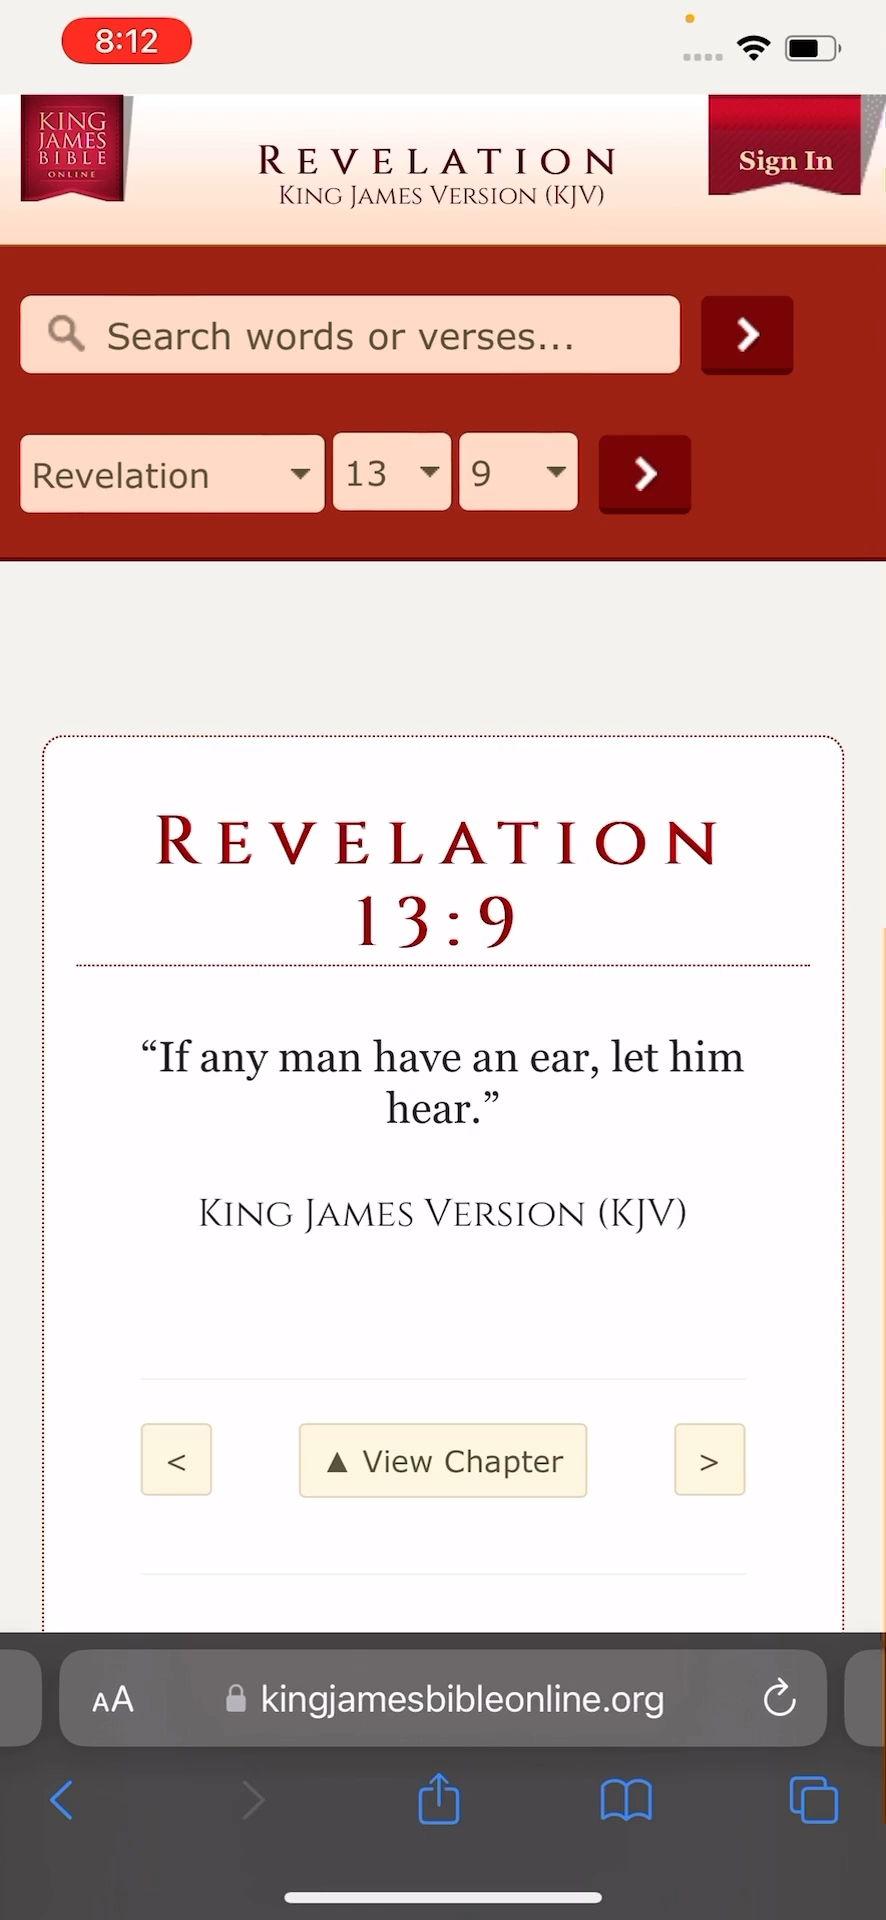 8:12
KING
JAMES
BIBLE
ONLINE
REVELATION
KING JAMES VERSION (KJV)
Sign In
Search words or verses...
Revelation
13
9
REVELATION
13:9
“If any man have an ear, let him
hear.”
KING JAMES VERSION (KJV)
<
▲ View Chapter
>
AA
kingjamesbibleonline.org